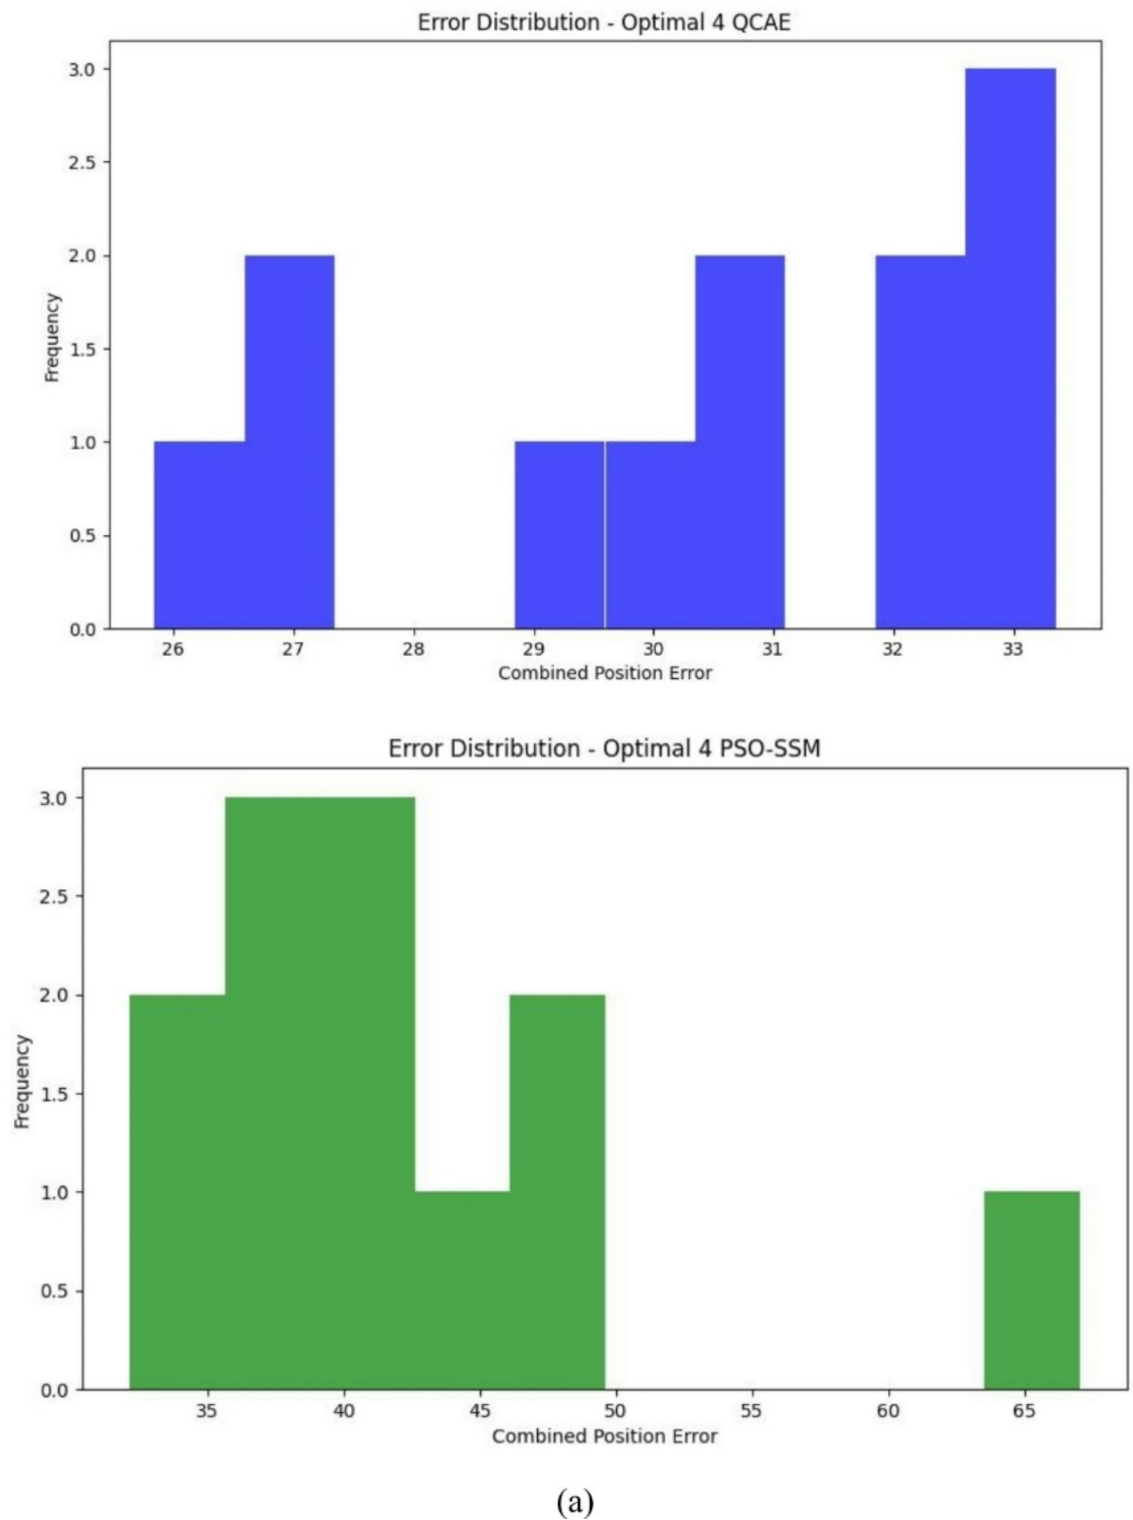 Error Distribution - Optimal 4 QCAE
3.0
2.5
2.0
1.5
1.0
0.5
0.0
Frequency
26 27 28 29 30 31 32 33
Combined Position Error
Error Distribution - Optimal 4 PSO-SSM
3.0
2.5
2.0
1.5
1.0
0.5
0.0
Frequency
35 40 45 50 55 60 65
Combined Position Error
(a)